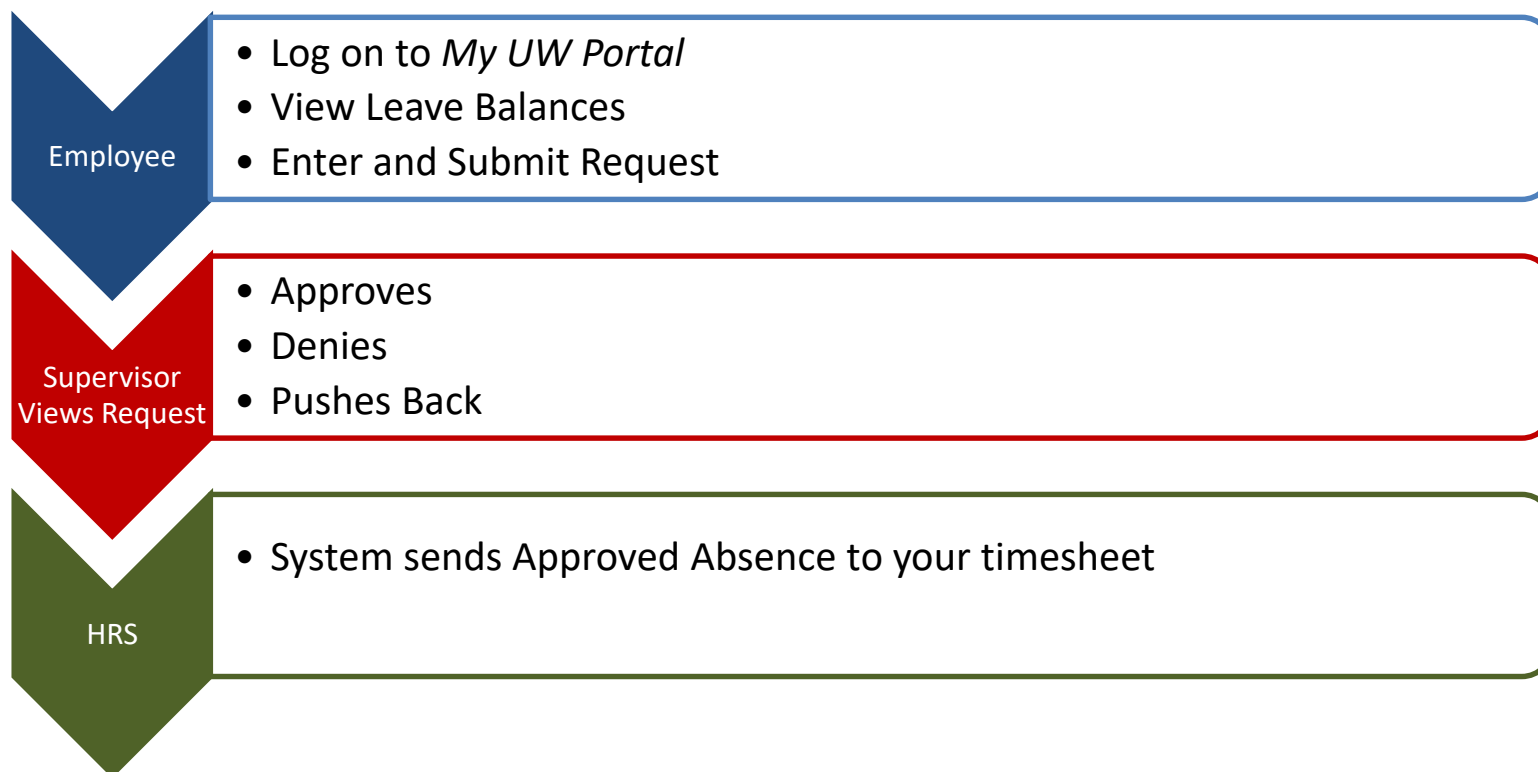 Employee
• Log on to My UW Portal
• View Leave Balances
• Enter and Submit Request
Supervisor
Views Request
• Approves
• Denies
• Pushes Back
HRS
• System sends Approved Absence to your timesheet